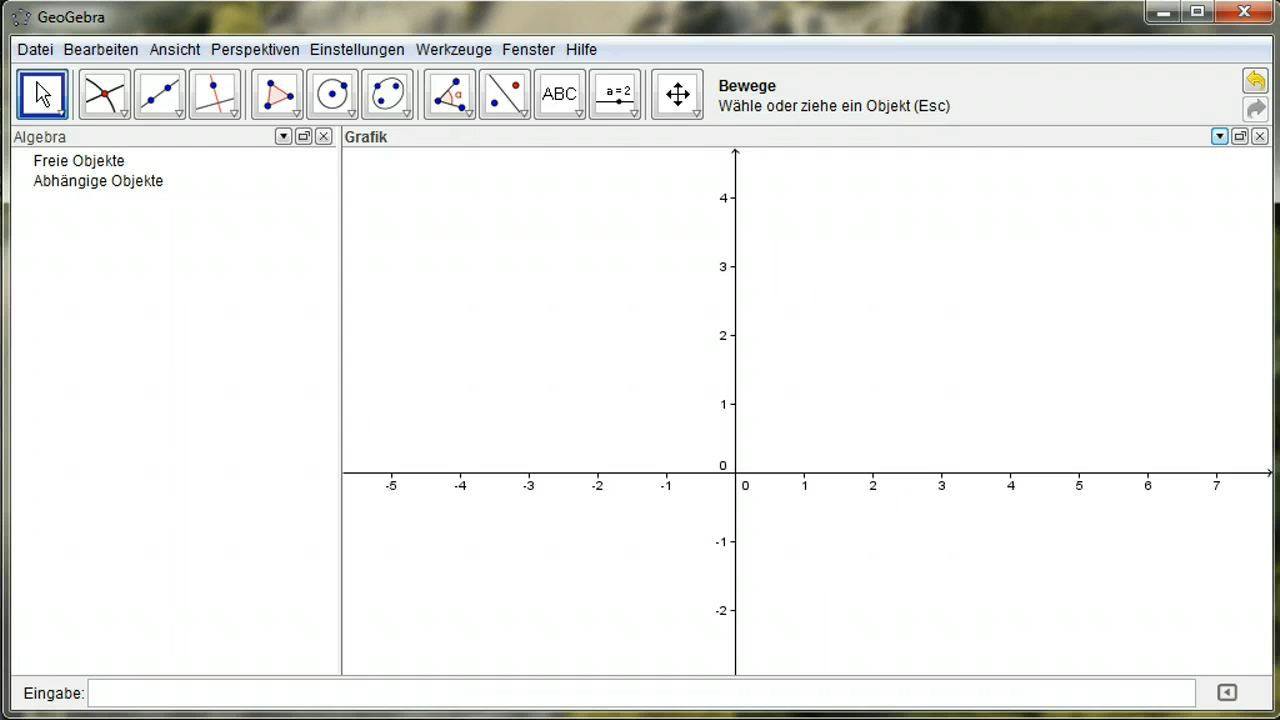 GeoGebra
Datei Bearbeiten Ansicht Perspektiven Einstellungen Werkzeuge Fenster Hilfe
α ABC a = 2
Bewege
Wähle oder ziehe ein Objekt (Esc)
Algebra
Grafik
Freie Objekte
Abhängige Objekte
4
3
2
1
0
-5 -4 -3 -2 -1 0 1 2 3 4 5 6 7
-1
-2
Eingabe: